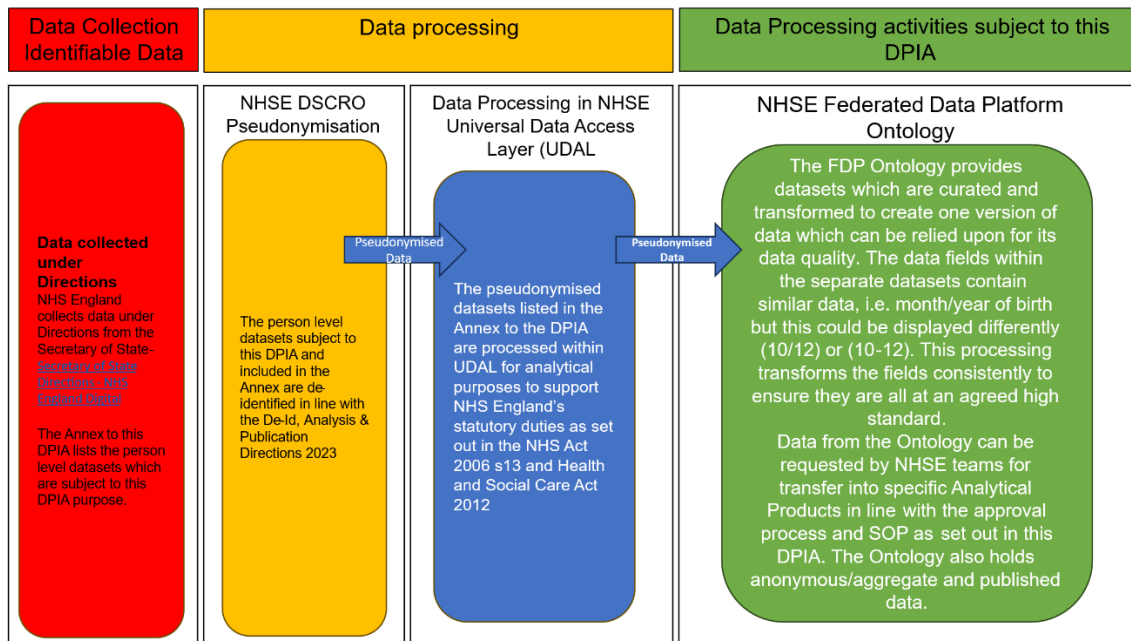 Data Collection
Identifiable Data
Data processing
Data Processing activities subject to this
DPIA
Data collected
under
Directions
NHS England
collects data under
Directions from the
Secretary of State-
Secretary of State
Directions - NHS
England Digital
The Annex to this
DPIA lists the person
level datasets which
are subject to this
DPIA purpose.
NHSE DSCRO
Pseudonymisation
The person level
datasets subject to
this DPIA and
included in the
Annex are de-
identified in line with
the De-Id, Analysis &
Publication
Directions 2023
Pseudonymised
Data
Data Processing in NHSE
Universal Data Access
Layer (UDAL
The pseudonymised
datasets listed in the
Annex to the DPIA
are processed within
UDAL for analytical
purposes to support
NHS England's
statutory duties as set
out in the NHS Act
2006 s13 and Health
and Social Care Act
2012
Pseudonymised
Data
NHSE Federated Data Platform
Ontology
The FDP Ontology provides
datasets which are curated and
transformed to create one version of
data which can be relied upon for its
data quality. The data fields within
the separate datasets contain
similar data, i.e. month/year of birth
but this could be displayed differently
(10/12) or (10-12). This processing
transforms the fields consistently to
ensure they are all at an agreed high
standard.
Data from the Ontology can be
requested by NHSE teams for
transfer into specific Analytical
Products in line with the approval
process and SOP as set out in this
DPIA. The Ontology also holds
anonymous/aggregate and published
data.